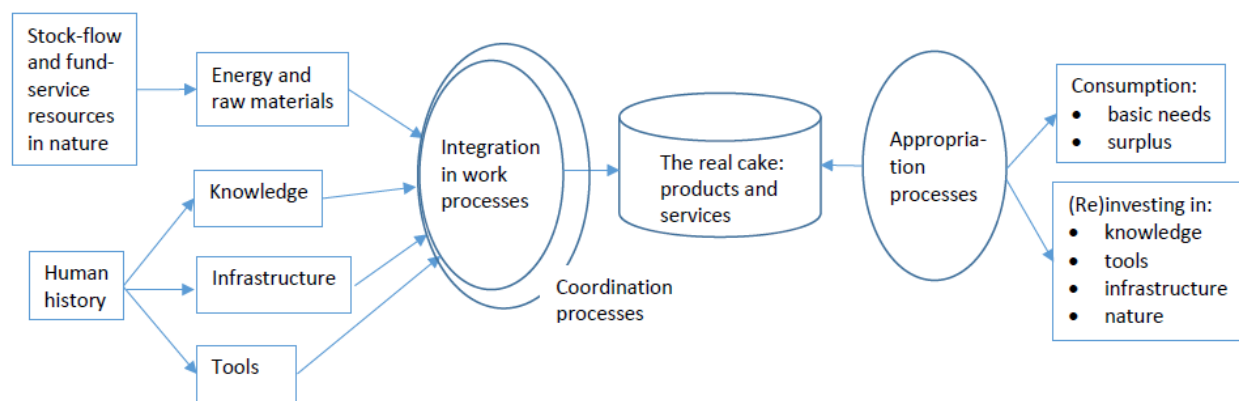 Stock-flow
and fund-
service
resources
in nature
Energy and
raw materials
Knowledge
Human
history
Infrastructure
Tools
Integration
in work
processes
Coordination
processes
The real cake:
products and
services
Appropria-
tion
processes
Consumption:
• basic needs
• surplus
(Re)investing in:
• knowledge
• tools
• infrastructure
• nature